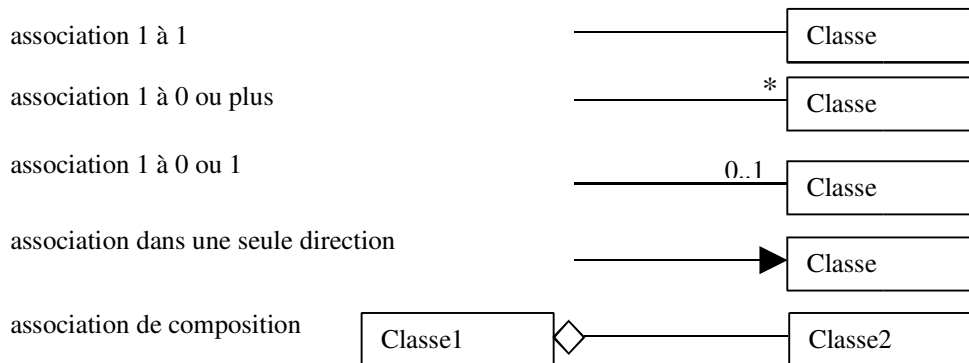 association 1 à 1
Classe
association 1 à 0 ou plus
*
Classe
association 1 à 0 ou 1
0..1
Classe
association dans une seule direction
Classe
association de composition
Classe1
Classe2